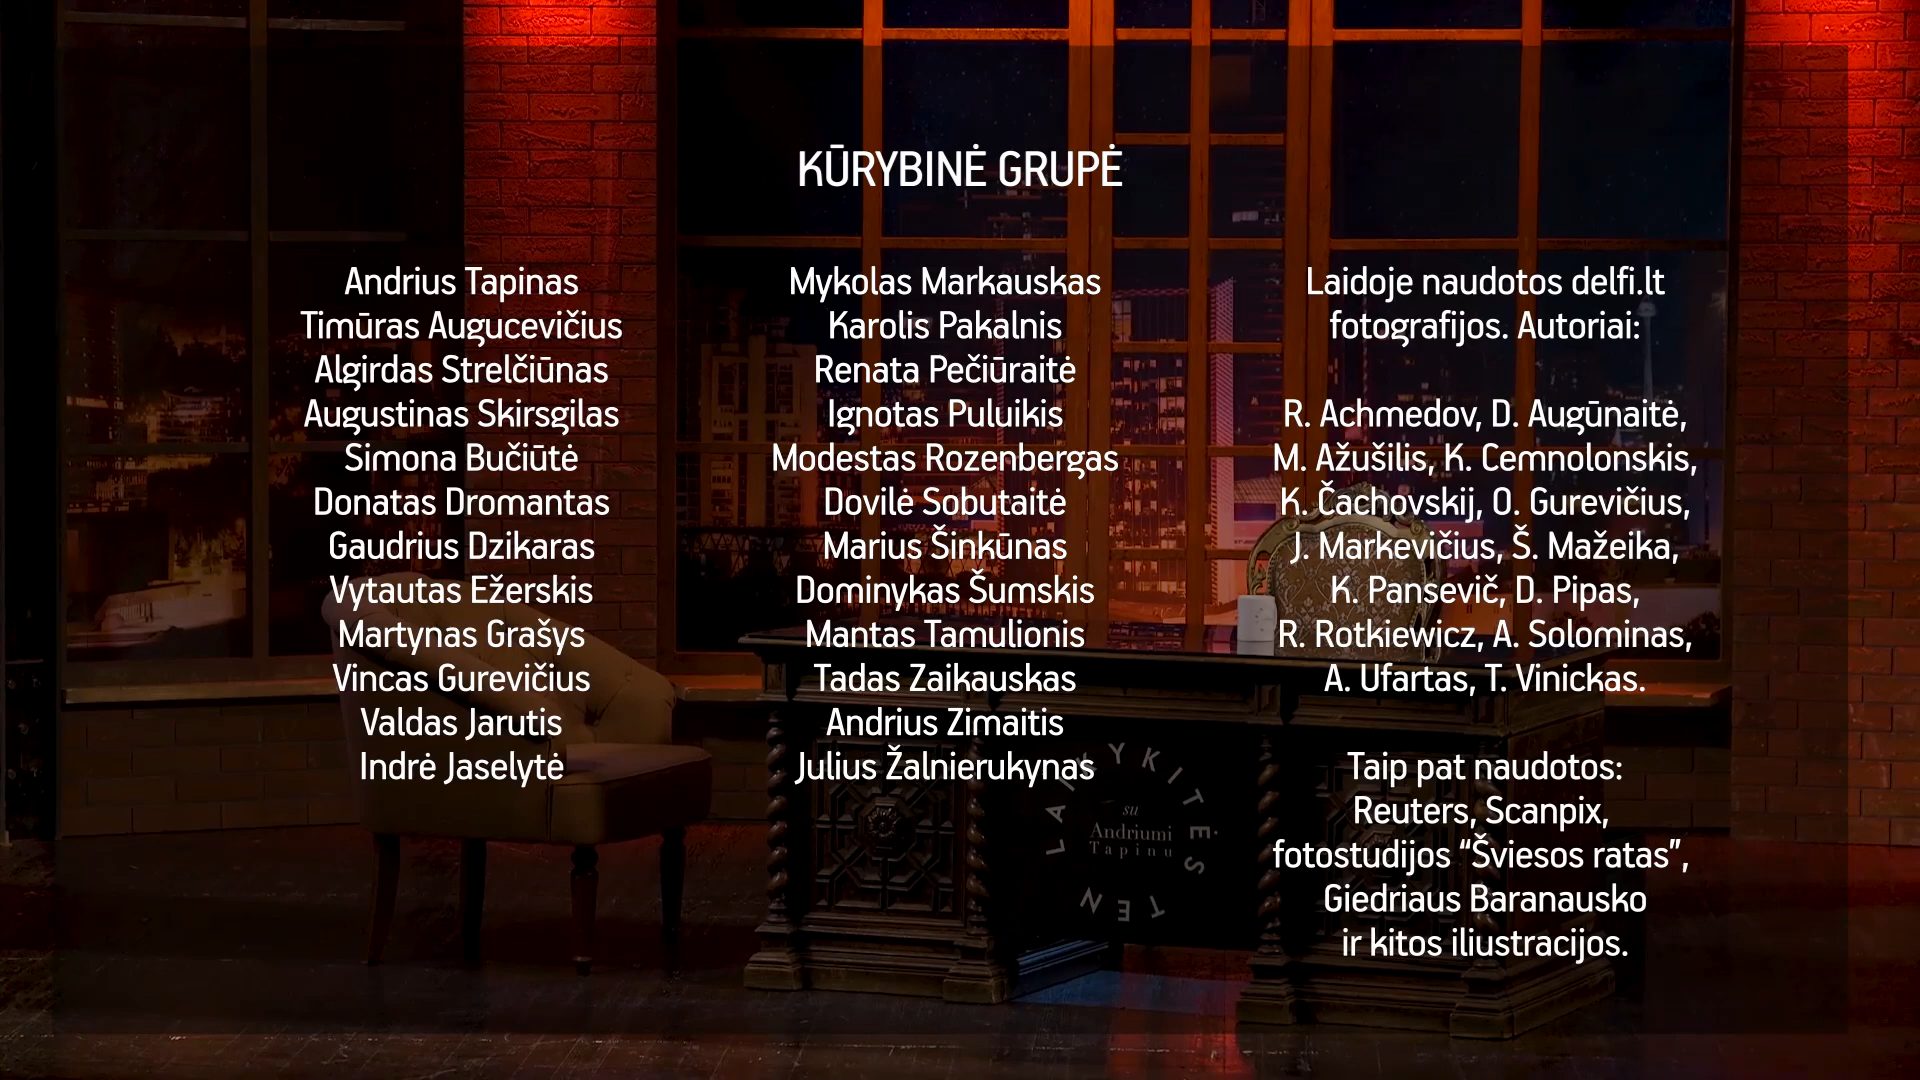 KŪRYBINĖ GRUPĖ
Andrius Tapinas
Timūras Augucevičius
Algirdas Strelčiūnas
Augustinas Skirsgilas
Simona Bučiūtė
Donatas Dromantas
Gaudrius Dzikaras
Vytautas Ežerskis
Martynas Grašys
Vincas Gurevičius
Valdas Jarutis
Indrė Jaselytė
Mykolas Markauskas
Karolis Pakalnis
Renata Pečiūraitė
Ignotas Puluikis
Modestas Rozenbergas
Dovilė Sobutaitė
Marius Šinkūnas
Dominykas Šumskis
Mantas Tamulionis
Tadas Zaikauskas
Andrius Zimaitis
Julius Žalnierukynas
Laidoje naudotos delfi.lt
fotografijos. Autoriai:
R. Achmedov, D. Augūnaitė,
M. Ažušilis, K. Cemnolonskis,
K. Čachovskij, O. Gurevičius,
J. Markevičius, Š. Mažeika,
K. Pansevič, D. Pipas,
R. Rotkiewicz, A. Solominas,
A. Ufartas, T. Vinickas.
Taip pat naudotos:
Reuters, Scanpix,
fotostudijos “Šviesos ratas”,
Giedriaus Baranausko
ir kitos iliustracijos.
LAIKYKITĖS TEN
su
Andriumi
Tapinu